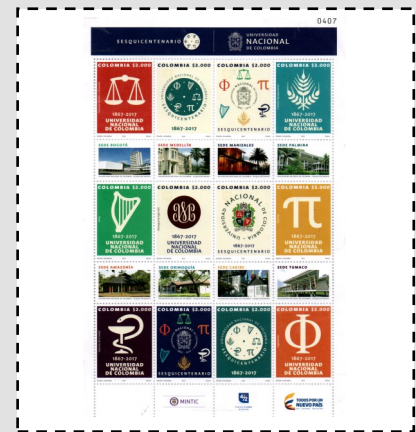 0407
SESQUICENTENARIO
UNIVERSIDAD
NACIONAL
DE COLOMBIA
COLOMBIA $2.000 COLOMBIA $2.000 COLOMBIA $2.000 COLOMBIA $2.000
Φ π
1867-2017
UNIVERSIDAD
NACIONAL
DE COLOMBIA
1867-2017
SESQUICENTENARIO
1867-2017
UNIVERSIDAD
NACIONAL
DE COLOMBIA
SEDE BOGOTÁ SEDE MEDELLÍN SEDE MANIZALES SEDE PALMIRA
COLOMBIA $2.000 COLOMBIA $2.000 COLOMBIA $2.000 COLOMBIA $2.000
π
1867-2017
UNIVERSIDAD
NACIONAL
DE COLOMBIA
1867-2017
UNIVERSIDAD
NACIONAL
DE COLOMBIA
UNIVERSIDAD NACIONAL DE COLOMBIA
1867-2017
SESQUICENTENARIO
1867-2017
UNIVERSIDAD
NACIONAL
DE COLOMBIA
SEDE AMAZONÍA SEDE ORINOQUÍA SEDE CARIBE SEDE TUMACO
COLOMBIA $2.000 COLOMBIA $2.000 COLOMBIA $2.000 COLOMBIA $2.000
Φ π
Φ
1867-2017
UNIVERSIDAD
NACIONAL
DE COLOMBIA
SESQUICENTENARIO
1867-2017
1867-2017
UNIVERSIDAD
NACIONAL
DE COLOMBIA
MINTIC
TODOS POR UN
NUEVO PAÍS